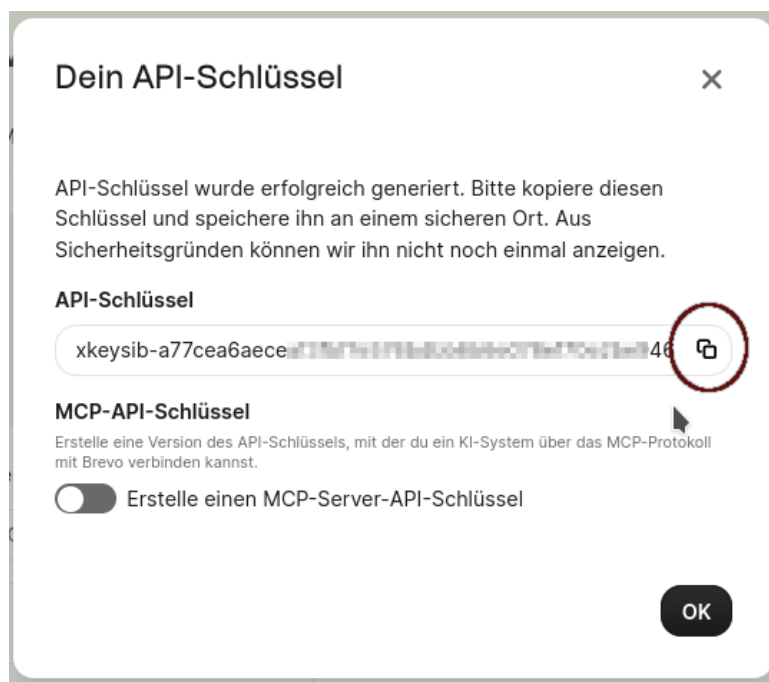 Dein API-Schlüssel
API-Schlüssel wurde erfolgreich generiert. Bitte kopiere diesen
Schlüssel und speichere ihn an einem sicheren Ort. Aus
Sicherheitsgründen können wir ihn nicht noch einmal anzeigen.
API-Schlüssel
xkeysib-a77cea6aece 46
MCP-API-Schlüssel
Erstelle eine Version des API-Schlüssels, mit der du ein KI-System über das MCP-Protokoll
mit Brevo verbinden kannst.
Erstelle einen MCP-Server-API-Schlüssel
OK